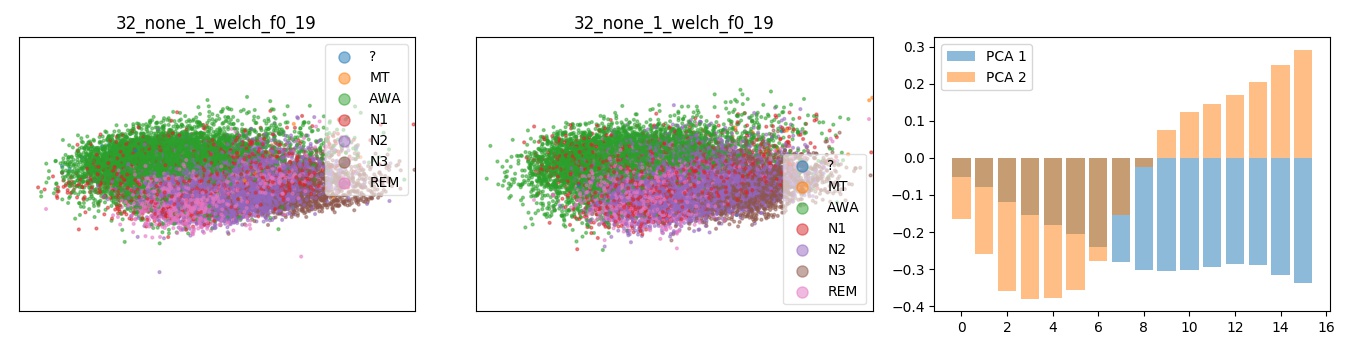 32_none_1_welch_f0_19
?
MT
AWA
N1
N2
N3
REM
32_none_1_welch_f0_19
?
MT
AWA
N1
N2
N3
REM
PCA 1
PCA 2
0.3
0.2
0.1
0.0
−0.1
−0.2
−0.3
−0.4
0 2 4 6 8 10 12 14 16